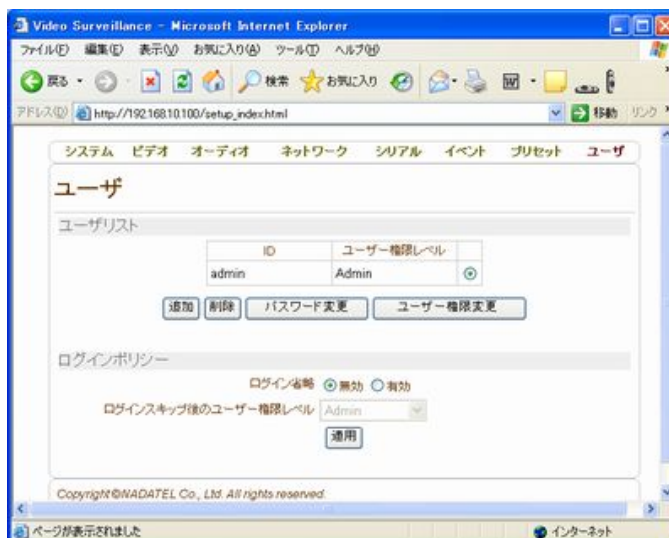 Video Surveillance - Microsoft Internet Explorer
ファイル(F) 編集(E) 表示(V) お気に入り(A) ツール(T) ヘルプ(H)
戻る 検索 お気に入り
アドレス(D) http://192.168.10.100/setup_index.html 移動 リンク
システム ビデオ オーディオ ネットワーク シリアル イベント プリセット ユーザ
ユーザ
ユーザリスト
ID ユーザー権限レベル
admin Admin
追加 削除 パスワード変更 ユーザー権限変更
ログインポリシー
ログイン省略 無効 有効
ログインスキップ後のユーザー権限レベル Admin
適用
Copyright©NADATEL Co., Ltd. All rights reserved.
ページが表示されました インターネット